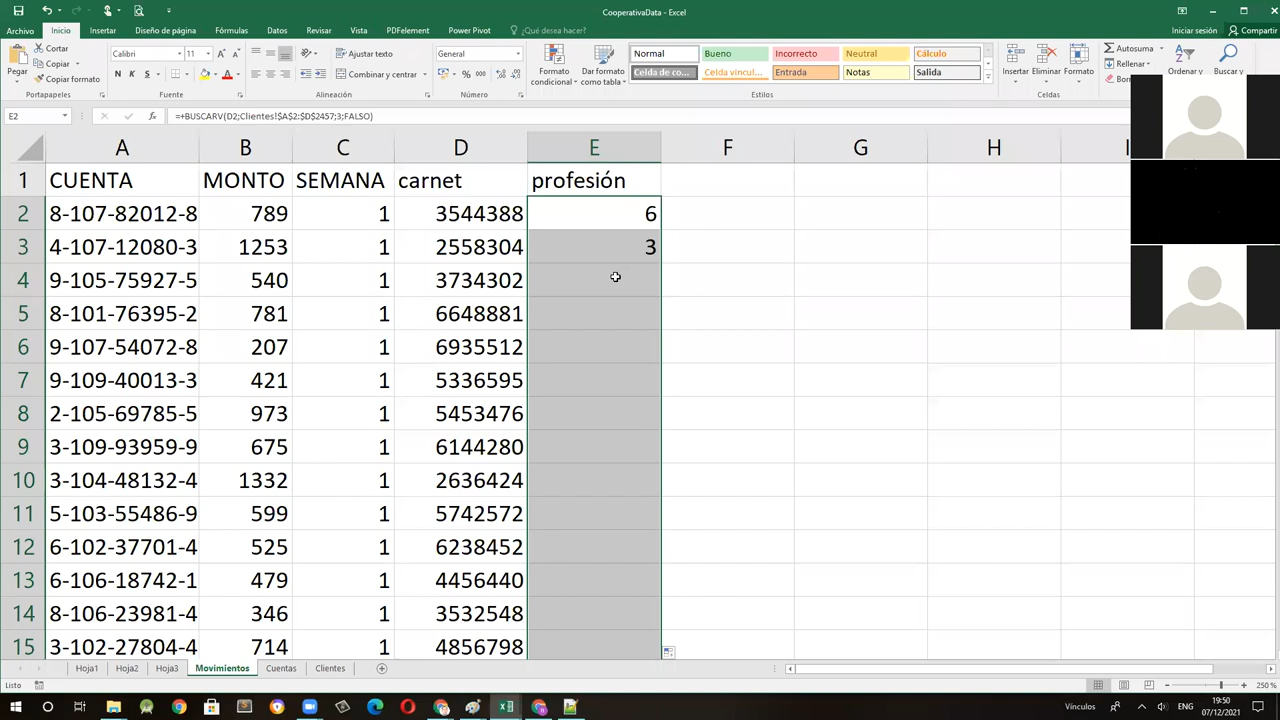 CooperativaData - Excel
Iniciar sesión
Archivo Inicio Insertar Diseño de página Fórmulas Datos Revisar Vista PDFelement Power Pivot ¿Qué desea hacer? Compartir
Pegar Cortar Copiar Copiar formato
Calibri 11
N K S
Ajustar texto
Combinar y centrar
General
% 000
Formato condicional Dar formato como tabla
Normal Bueno Incorrecto Neutral Cálculo
Celda de co... Celda vincul... Entrada Notas Salida
Insertar Eliminar Formato
Autosuma
Rellenar
Ordenar y Buscar y
Portapapeles Fuente Alineación Número Estilos Celdas
E2 fx =+BUSCARV(D2;Clientes!$A$2:$D$2457;3;FALSO)
A B C D E F G H I
1 CUENTA MONTO SEMANA carnet profesión
2 8-107-82012-8 789 1 3544388 6
3 4-107-12080-3 1253 1 2558304 3
4 9-105-75927-5 540 1 3734302
5 8-101-76395-2 781 1 6648881
6 9-107-54072-8 207 1 6935512
7 9-109-40013-3 421 1 5336595
8 2-105-69785-5 973 1 5453476
9 3-109-93959-9 675 1 6144280
10 3-104-48132-4 1332 1 2636424
11 5-103-55486-9 599 1 5742572
12 6-102-37701-4 525 1 6238452
13 6-106-18742-1 479 1 4456440
14 8-106-23981-4 346 1 3532548
15 3-102-27804-4 714 1 4856798
Hoja1 Hoja2 Hoja3 Movimientos Cuentas Clientes
Listo 250 %
Vínculos ENG 19:50
07/12/2021